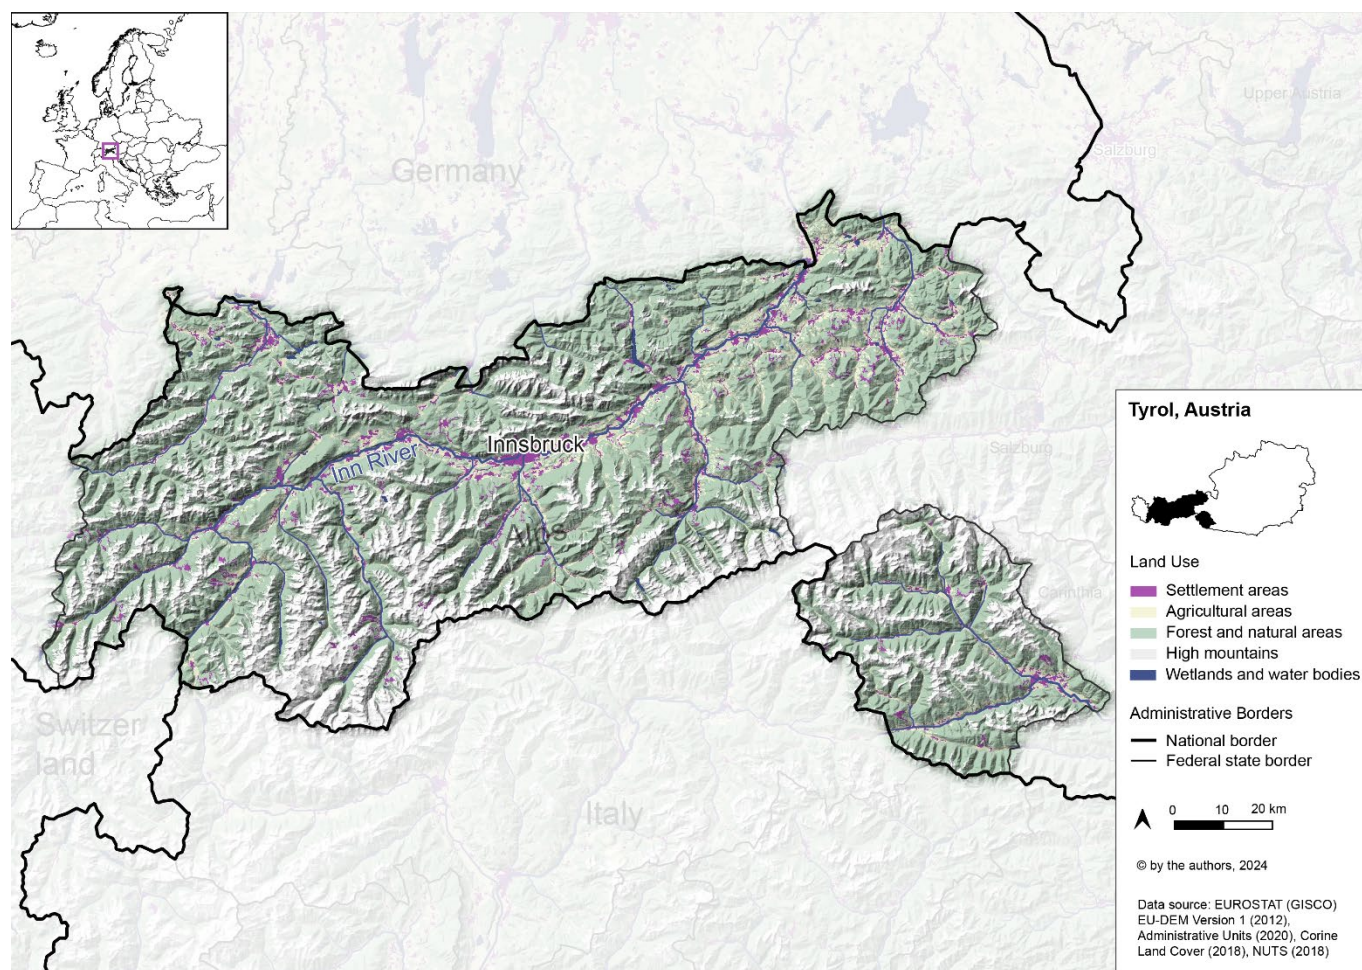 Germany
Upper Austria
Salzburg
Innsbruck
Inn River
Alps
Salzburg
Carinthia
Switzer
land
Italy
Tyrol, Austria
Land Use
Settlement areas
Agricultural areas
Forest and natural areas
High mountains
Wetlands and water bodies
Administrative Borders
National border
Federal state border
0 10 20 km
© by the authors, 2024
Data source: EUROSTAT (GISCO)
EU-DEM Version 1 (2012),
Administrative Units (2020), Corine
Land Cover (2018), NUTS (2018)